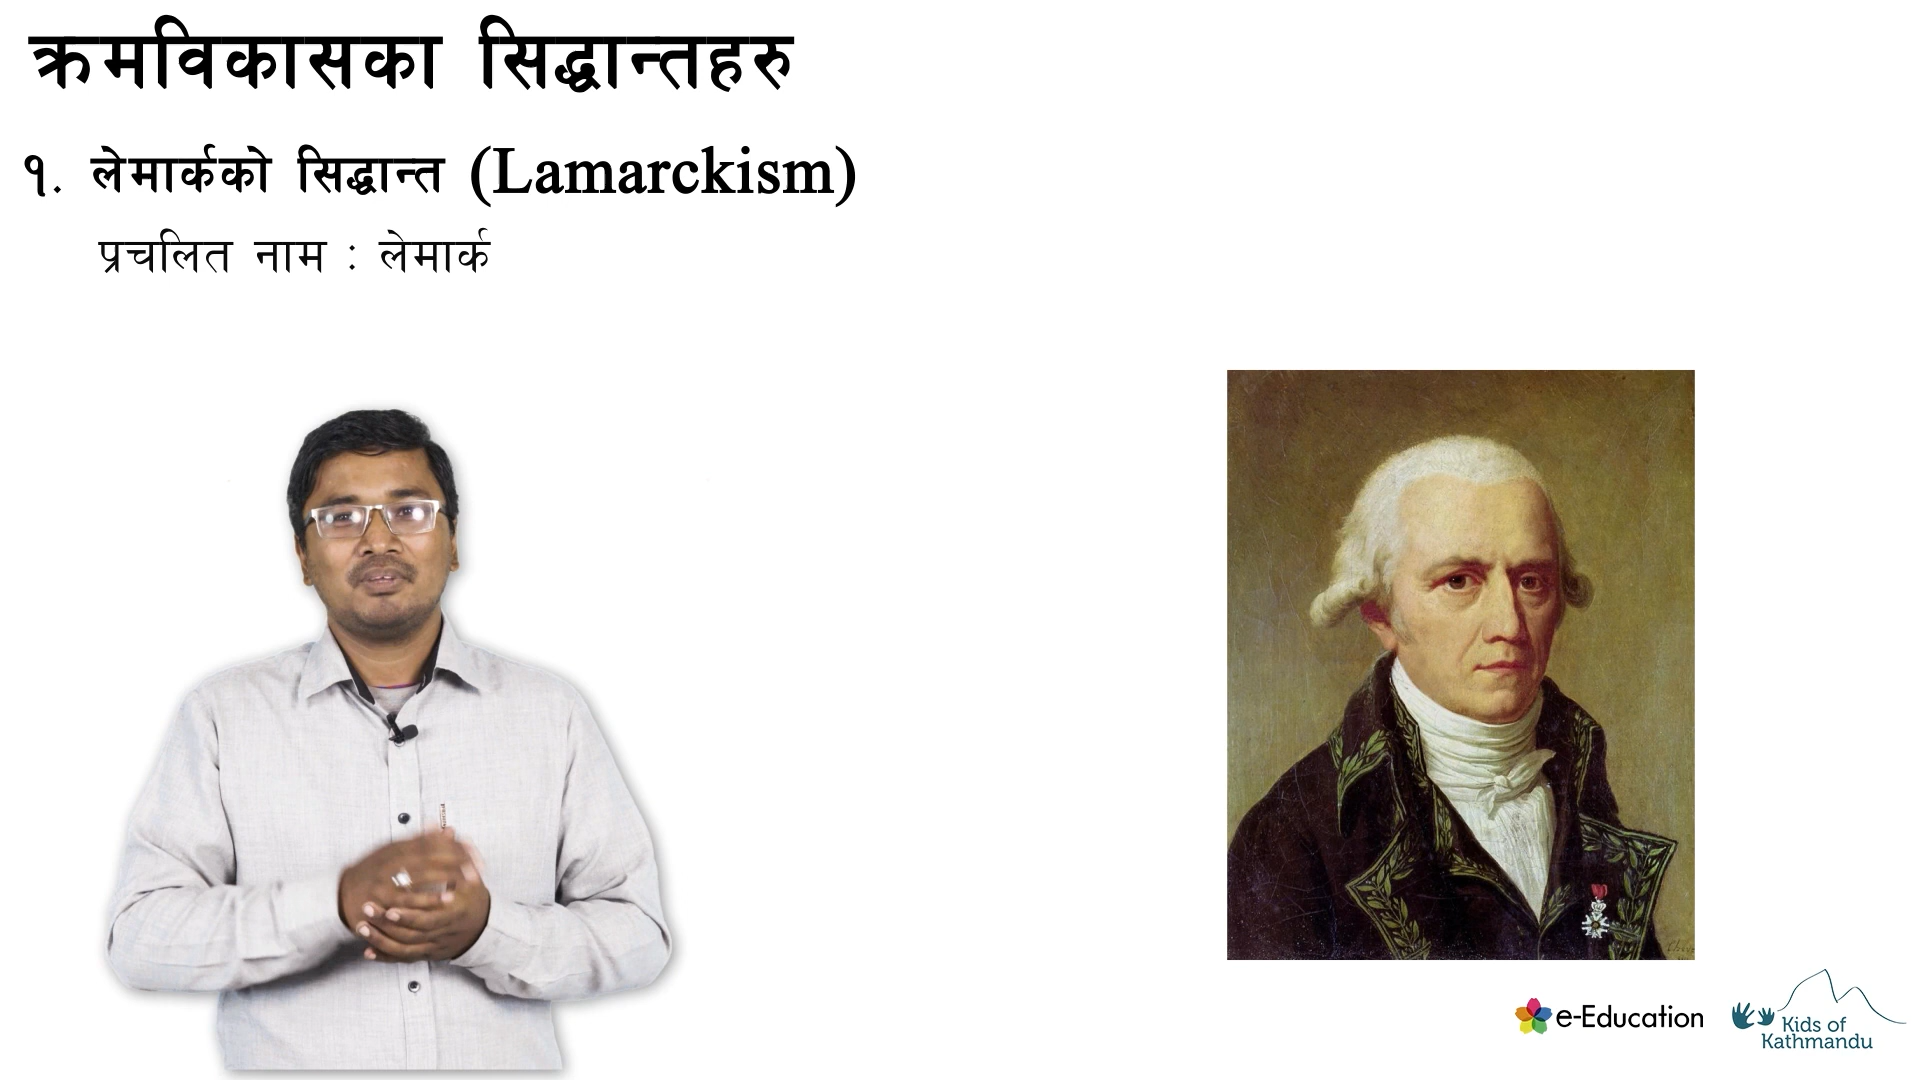 क्रमविकासका सिद्धान्तहरु
१. लेमार्कको सिद्धान्त (Lamarckism)
प्रचलित नाम : लेमार्क
e-Education
Kids of
Kathmandu